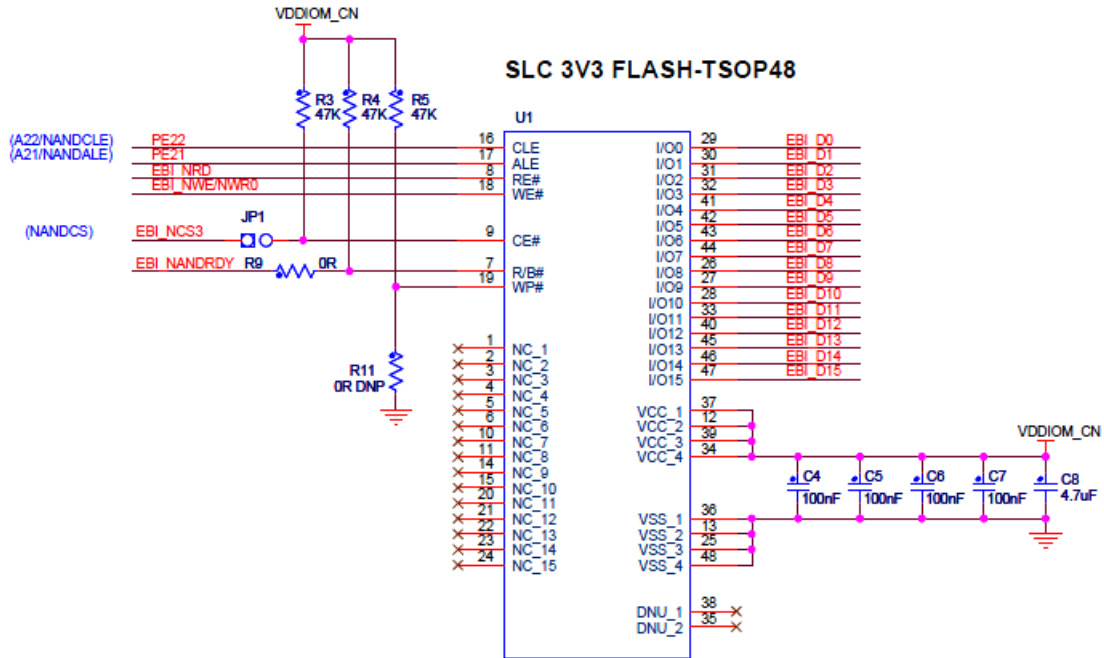 VDDIOM_CN
SLC 3V3 FLASH-TSOP48
R3 47K
R4 47K
R5 47K
U1
(A22/NANDCLE) PE22 16 CLE
(A21/NANDALE) PE21 17 ALE
EBI_NRD 8 RE#
EBI_NWE/NWR0 18 WE#
JP1
(NANDCS) EBI_NCS3 9 CE#
EBI_NANDRDY R9 0R 7 R/B#
19 WP#
R11
0R DNP
1 NC_1
2 NC_2
3 NC_3
4 NC_4
5 NC_5
6 NC_6
10 NC_7
11 NC_8
14 NC_9
15 NC_10
20 NC_11
21 NC_12
22 NC_13
23 NC_14
24 NC_15
I/O0 29 EBI_D0
I/O1 30 EBI_D1
I/O2 31 EBI_D2
I/O3 32 EBI_D3
I/O4 41 EBI_D4
I/O5 42 EBI_D5
I/O6 43 EBI_D6
I/O7 44 EBI_D7
I/O8 26 EBI_D8
I/O9 27 EBI_D9
I/O10 28 EBI_D10
I/O11 33 EBI_D11
I/O12 40 EBI_D12
I/O13 45 EBI_D13
I/O14 46 EBI_D14
I/O15 47 EBI_D15
VCC_1 37
VCC_2 12
VCC_3 39
VCC_4 34
VDDIOM_CN
C4 100nF
C5 100nF
C6 100nF
C7 100nF
C8 4.7uF
VSS_1 36
VSS_2 13
VSS_3 25
VSS_4 48
DNU_1 38
DNU_2 35